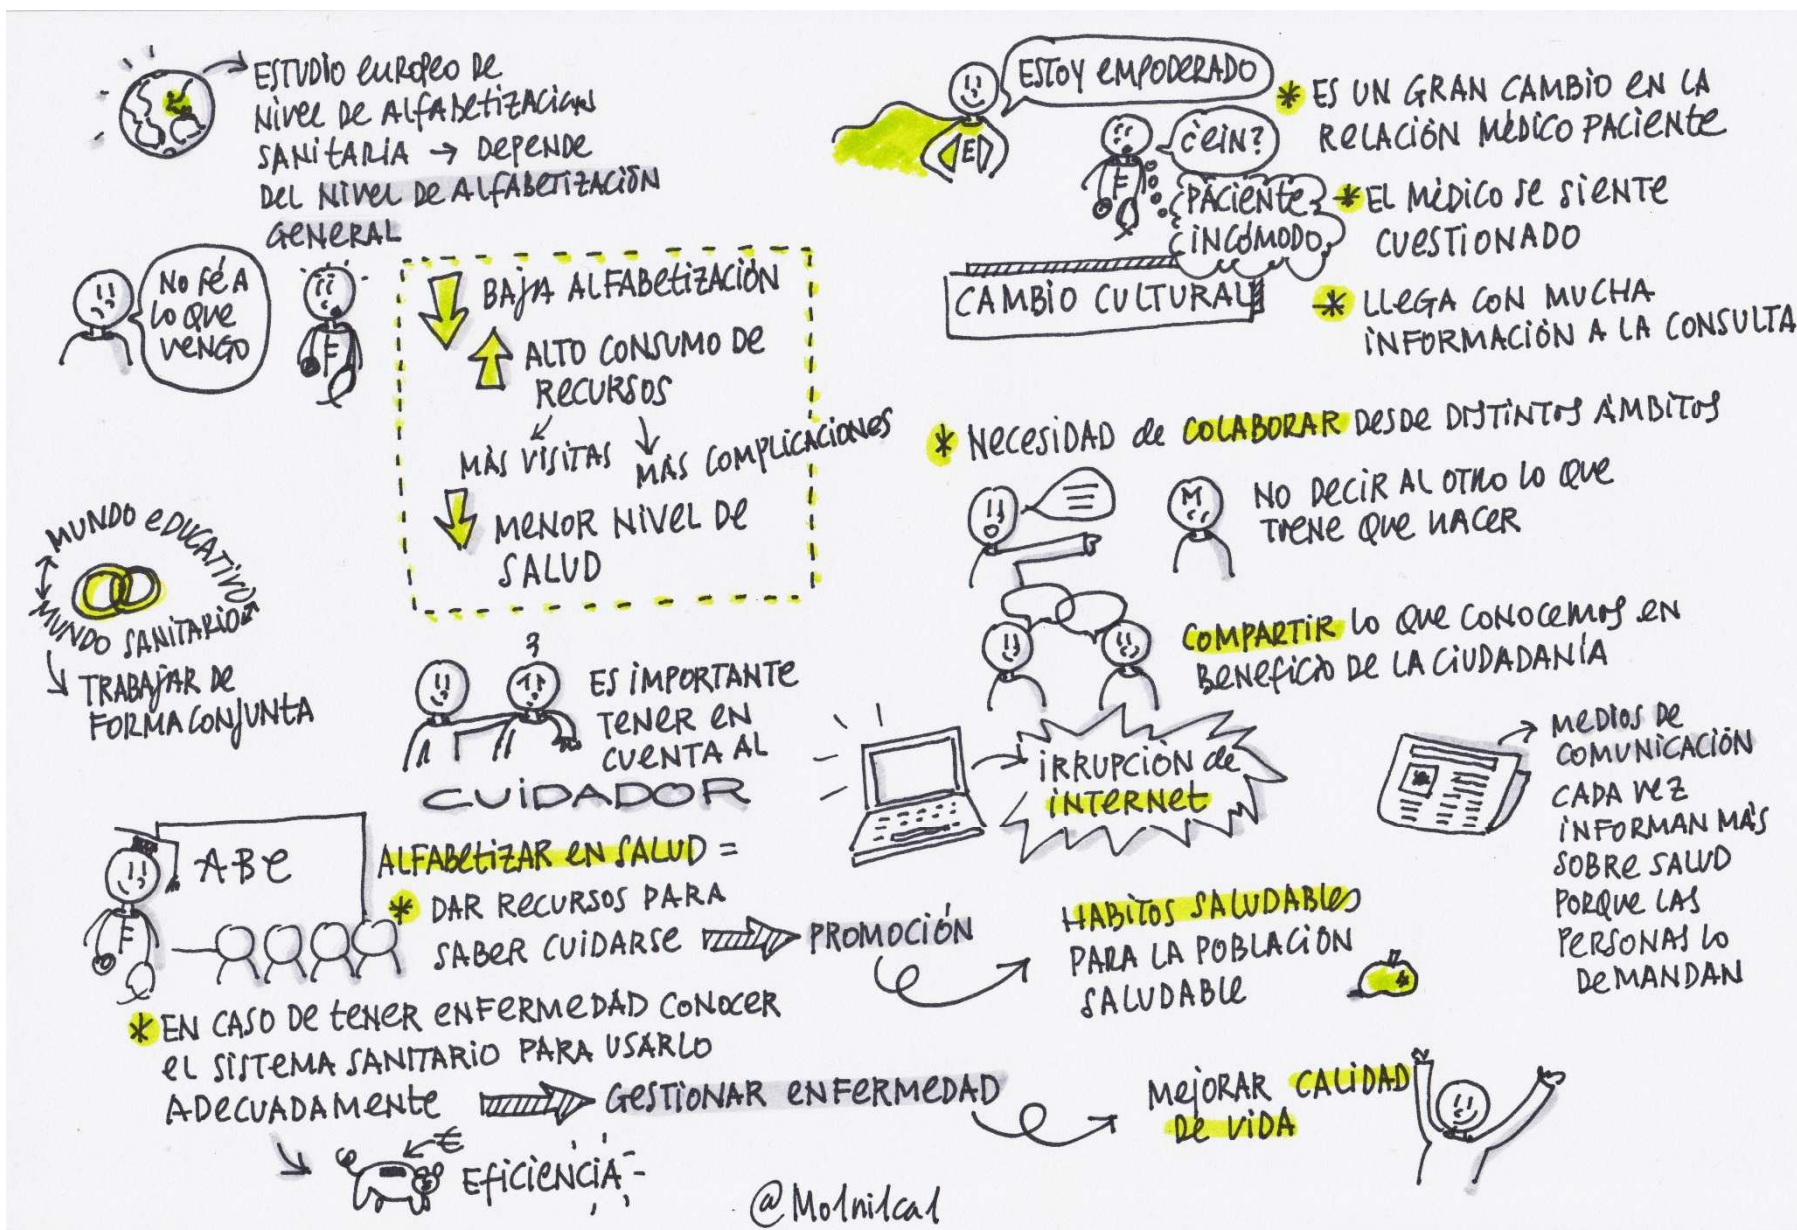 ESTUDIO EUROPEO DE
NIVEL DE ALFABETIZACION
SANITARIA → DEPENDE
DEL NIVEL DE ALFABETIZACIÓN
GENERAL
NO SÉ A
LO QUE
VENGO
BAJA ALFABETIZACIÓN
ALTO CONSUMO DE
RECURSOS
MÁS VISITAS
MÁS COMPLICACIONES
MENOR NIVEL DE
SALUD
MUNDO EDUCATIVO
MUNDO SANITARIO
TRABAJAR DE
FORMA CONJUNTA
ES IMPORTANTE
TENER EN
CUENTA AL
CUIDADOR
ABC
ALFABETIZAR EN SALUD =
* DAR RECURSOS PARA
SABER CUIDARSE
PROMOCIÓN
HABITOS SALUDABLES
PARA LA POBLACIÓN
SALUDABLE
* EN CASO DE TENER ENFERMEDAD CONOCER
EL SISTEMA SANITARIO PARA USARLO
ADECUADAMENTE
GESTIONAR ENFERMEDAD
MEJORAR CALIDAD
DE VIDA
€
EFICIENCIA
ESTOY EMPODERADO
E
¿EIN?
PACIENTE
INCÓMODO
CAMBIO CULTURAL
* ES UN GRAN CAMBIO EN LA
RELACIÓN MÉDICO PACIENTE
* EL MÉDICO SE SIENTE
CUESTIONADO
* LLEGA CON MUCHA
INFORMACIÓN A LA CONSULTA
* NECESIDAD de COLABORAR DESDE DISTINTOS ÁMBITOS
NO DECIR AL OTRO LO QUE
TIENE QUE HACER
COMPARTIR LO QUE CONOCEMOS EN
BENEFICIO DE LA CIUDADANÍA
IRRUPCIÓN de
INTERNET
MEDIOS DE
COMUNICACIÓN
CADA VEZ
INFORMAN MÁS
SOBRE SALUD
PORQUE LAS
PERSONAS LO
DEMANDAN
@Mo1ni1ca1